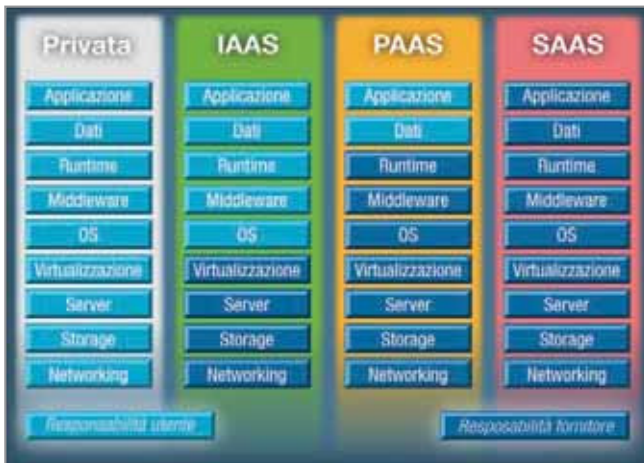 Privata IAAS PAAS SAAS
Applicazione Applicazione Applicazione Applicazione
Dati Dati Dati Dati
Runtime Runtime Runtime Runtime
Middleware Middleware Middleware Middleware
OS OS OS OS
Virtualizzazione Virtualizzazione Virtualizzazione Virtualizzazione
Server Server Server Server
Storage Storage Storage Storage
Networking Networking Networking Networking
Responsabilità utente Resposabilità fornitore